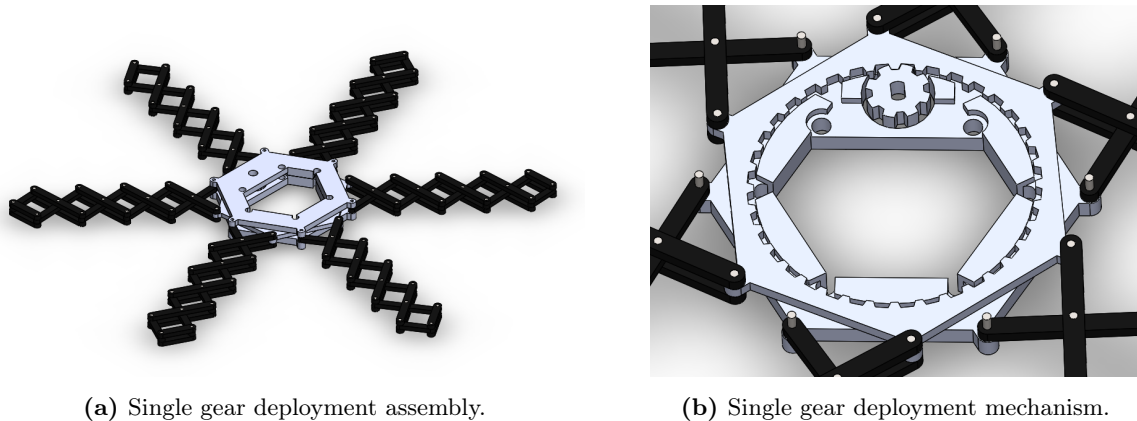 (a) Single gear deployment assembly.
(b) Single gear deployment mechanism.